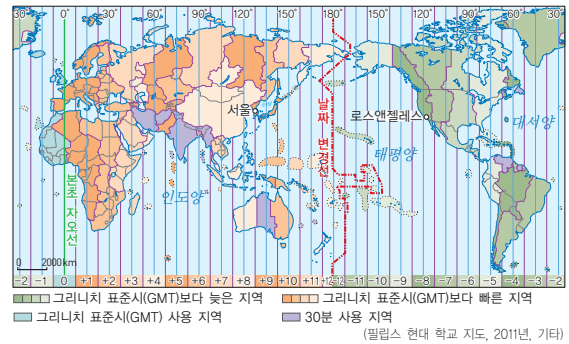 30° 0° 30° 60° 90° 120° 150° 180° 150° 120° 90° 60° 30°
서울
로스앤젤레스
대서양
태평양
인도양
날짜 변경선
본초 자오선
0 2000km
-2 -1 0 +1 +2 +3 +4 +5 +6 +7 +8 +9 +10 +11 +12 -12 -11 -10 -9 -8 -7 -6 -5 -4 -3 -2
그리니치 표준시(GMT)보다 늦은 지역 그리니치 표준시(GMT)보다 빠른 지역
그리니치 표준시(GMT) 사용 지역 30분 사용 지역
(필립스 현대 학교 지도, 2011년, 기타)